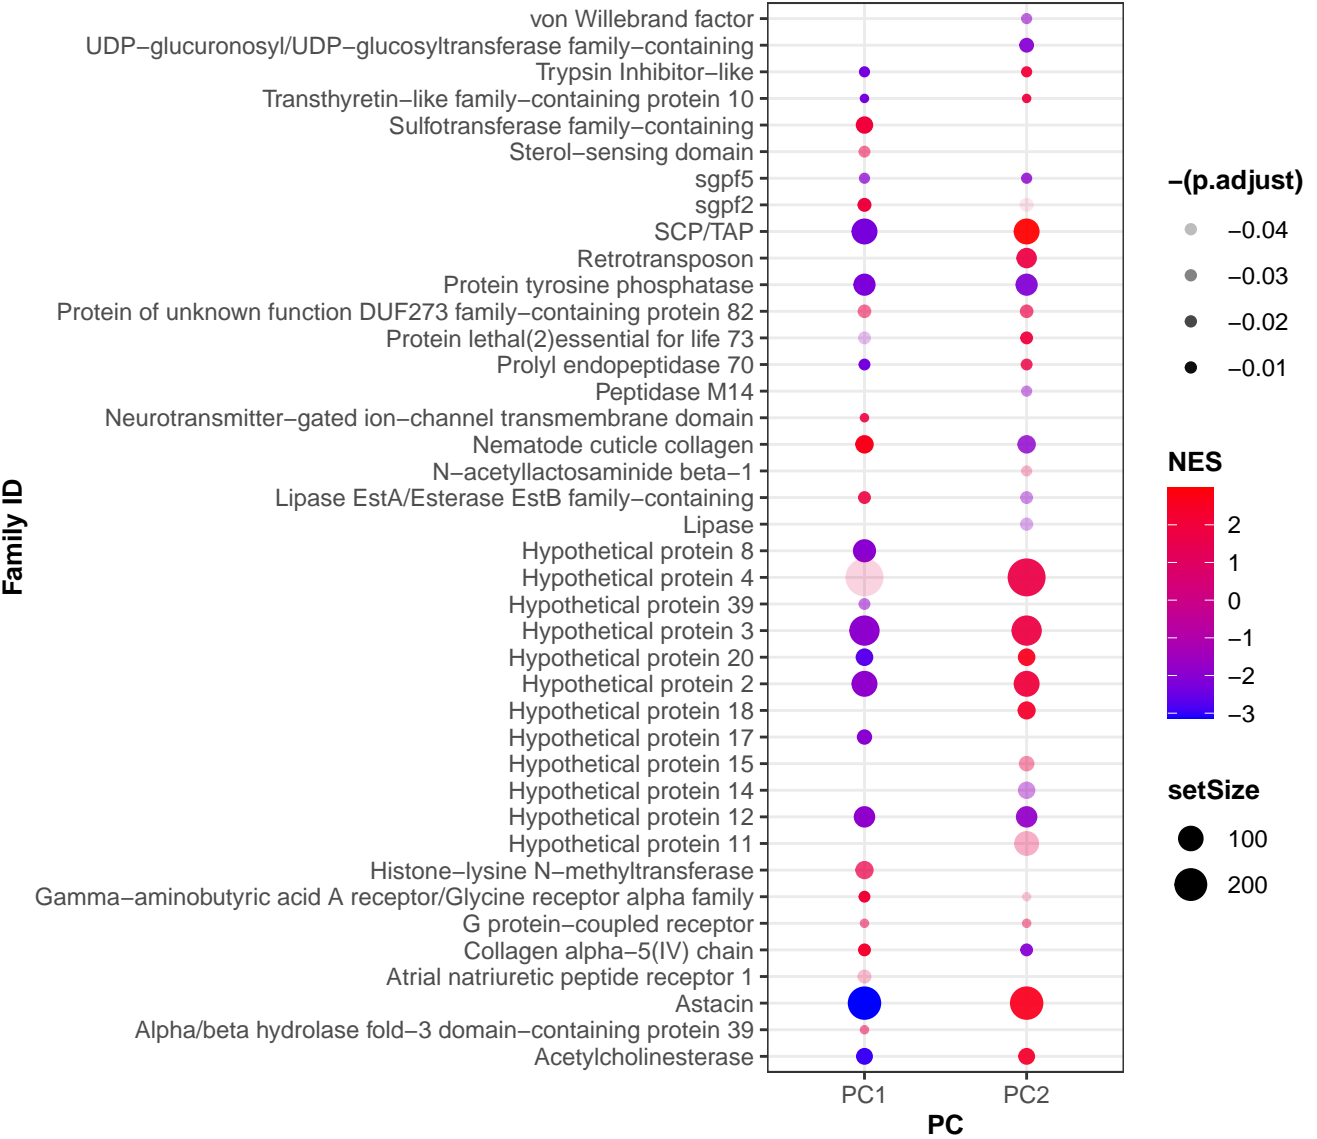 von Willebrand factor
UDP−glucuronosyl/UDP−glucosyltransferase family−containing
Trypsin Inhibitor−like
Transthyretin−like family−containing protein 10
Sulfotransferase family−containing
Sterol−sensing domain
sgpf5
sgpf2
SCP/TAP
Retrotransposon
Protein tyrosine phosphatase
Protein of unknown function DUF273 family−containing protein 82
Protein lethal(2)essential for life 73
Prolyl endopeptidase 70
Peptidase M14
Neurotransmitter−gated ion−channel transmembrane domain
Nematode cuticle collagen
N−acetyllactosaminide beta−1
Lipase EstA/Esterase EstB family−containing
Lipase
Hypothetical protein 8
Hypothetical protein 4
Hypothetical protein 39
Hypothetical protein 3
Hypothetical protein 20
Hypothetical protein 2
Hypothetical protein 18
Hypothetical protein 17
Hypothetical protein 15
Hypothetical protein 14
Hypothetical protein 12
Hypothetical protein 11
Histone−lysine N−methyltransferase
Gamma−aminobutyric acid A receptor/Glycine receptor alpha family
G protein−coupled receptor
Collagen alpha−5(IV) chain
Atrial natriuretic peptide receptor 1
Astacin
Alpha/beta hydrolase fold−3 domain−containing protein 39
Acetylcholinesterase
Family ID
PC1
PC2
PC
−(p.adjust)
−0.04
−0.03
−0.02
−0.01
NES
2
1
0
−1
−2
−3
setSize
100
200